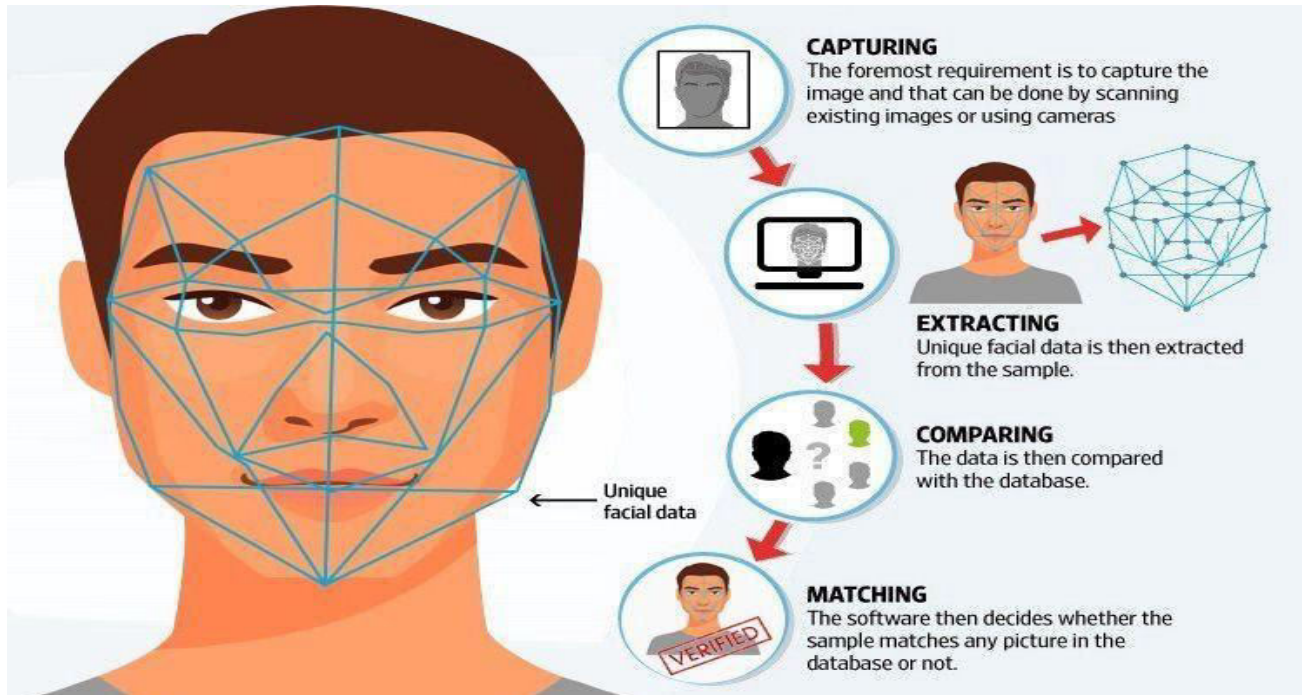 CAPTURING
The foremost requirement is to capture the
image and that can be done by scanning
existing images or using cameras
EXTRACTING
Unique facial data is then extracted
from the sample.
COMPARING
The data is then compared
with the database.
?
Unique
facial data
MATCHING
The software then decides whether the
sample matches any picture in the
database or not.
VERIFIED